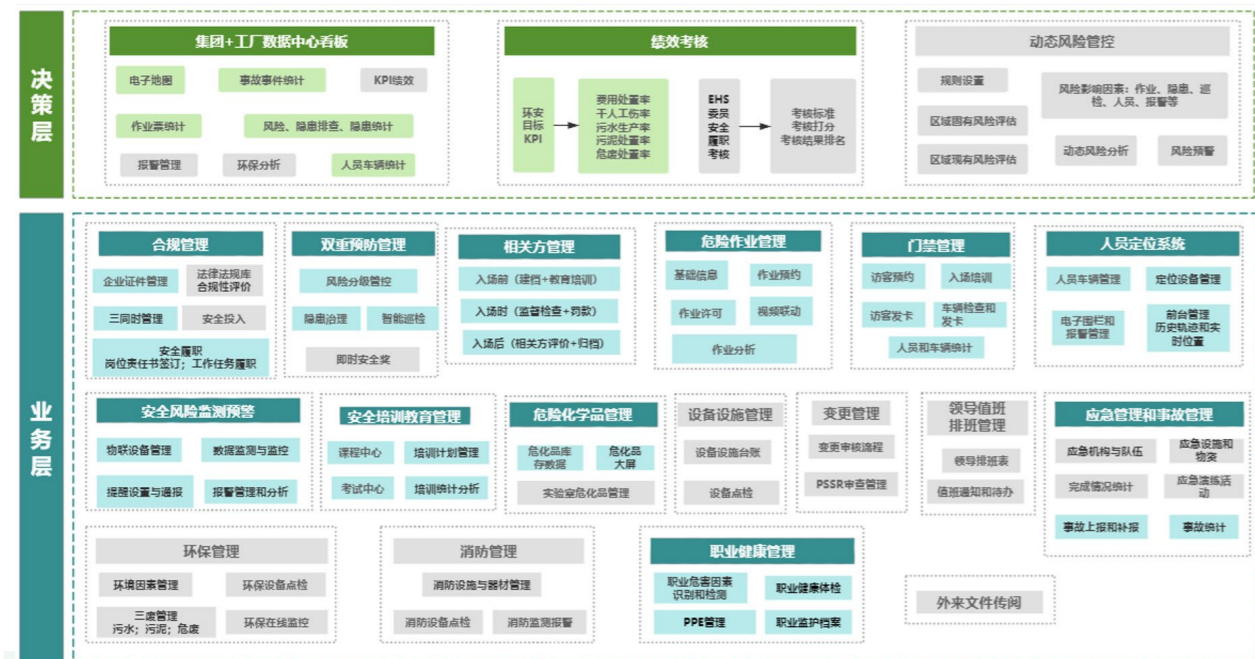 决策层
集团+工厂数据中心看板
电子地图
事故事件统计
KPI绩效
作业票统计
风险、隐患排查、隐患统计
报警管理
环保分析
人员车辆统计
绩效考核
环安
目标
KPI
费用处置率
千人工伤率
污水生产率
污泥处置率
危废处置率
EHS
委员
安全
履职
考核
考核标准
考核打分
考核结果排名
动态风险管控
规则设置
风险影响因素：作业、隐患、巡
检、人员、报警等
区域固有风险评估
区域现有风险评估
动态风险分析
风险预警
业务层
合规管理
企业证件管理
法律法规库
合规性评价
三同时管理
安全投入
安全履职
岗位责任书签订；工作任务履职
双重预防管理
风险分级管控
隐患治理
智能巡检
即时安全奖
相关方管理
入场前（建档+教育培训）
入场时（监督检查+罚款）
入场后（相关方评价+归档）
危险作业管理
基础信息
作业预约
作业许可
视频联动
作业分析
门禁管理
访客预约
入场培训
访客发卡
车辆检查和
发卡
人员和车辆统计
人员定位系统
人员车辆管理
定位设备管理
电子围栏和
报警管理
前台管理
历史轨迹和实
时位置
安全风险监测预警
物联设备管理
数据监测与监控
提醒设置与通报
报警管理和分析
安全培训教育管理
课程中心
培训计划管理
考试中心
培训统计分析
危险化学品管理
危化品库
存数据
危化品
大屏
实验室危化品管理
设备设施管理
设备设施台账
设备点检
变更管理
变更审核流程
PSSR审查管理
领导值班
排班管理
领导排班表
值班通知和待办
应急管理和事故管理
应急机构与队伍
应急设施和
物资
完成情况统计
应急演练活
动
事故上报和补报
事故统计
环保管理
环境因素管理
环保设备点检
三废管理
污水；污泥；危废
环保在线监控
消防管理
消防设施与器材管理
消防设备点检
消防监测报警
职业健康管理
职业危害因素
识别和检测
职业健康体检
PPE管理
职业监护档案
外来文件传阅